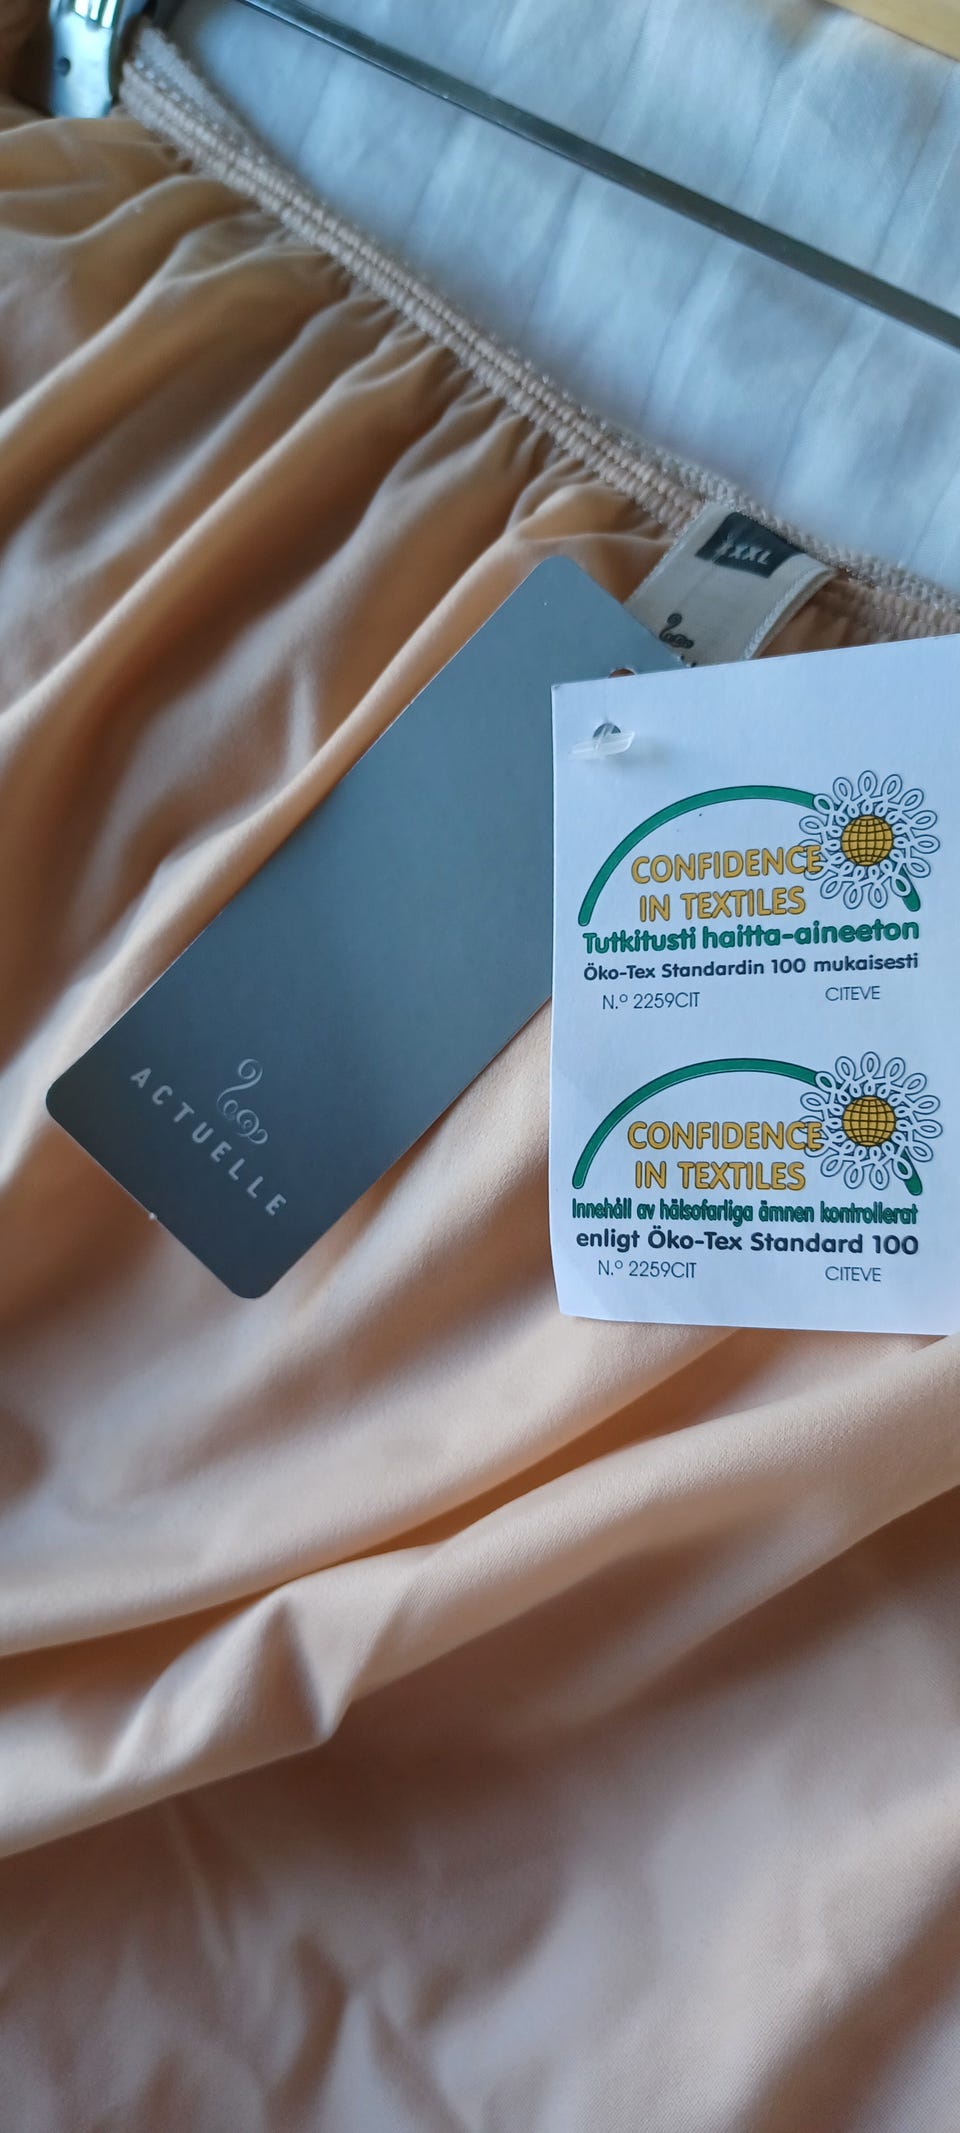 XXXL
CONFIDENCE
IN TEXTILES
Tutkitusti haitta-aineeton
Öko-Tex Standardin 100 mukaisesti
N.º 2259CIT CITEVE
ACTUELLE
CONFIDENCE
IN TEXTILES
Innehåll av hälsofarliga ämnen kontrollerat
enligt Öko-Tex Standard 100
N.º 2259CIT CITEVE